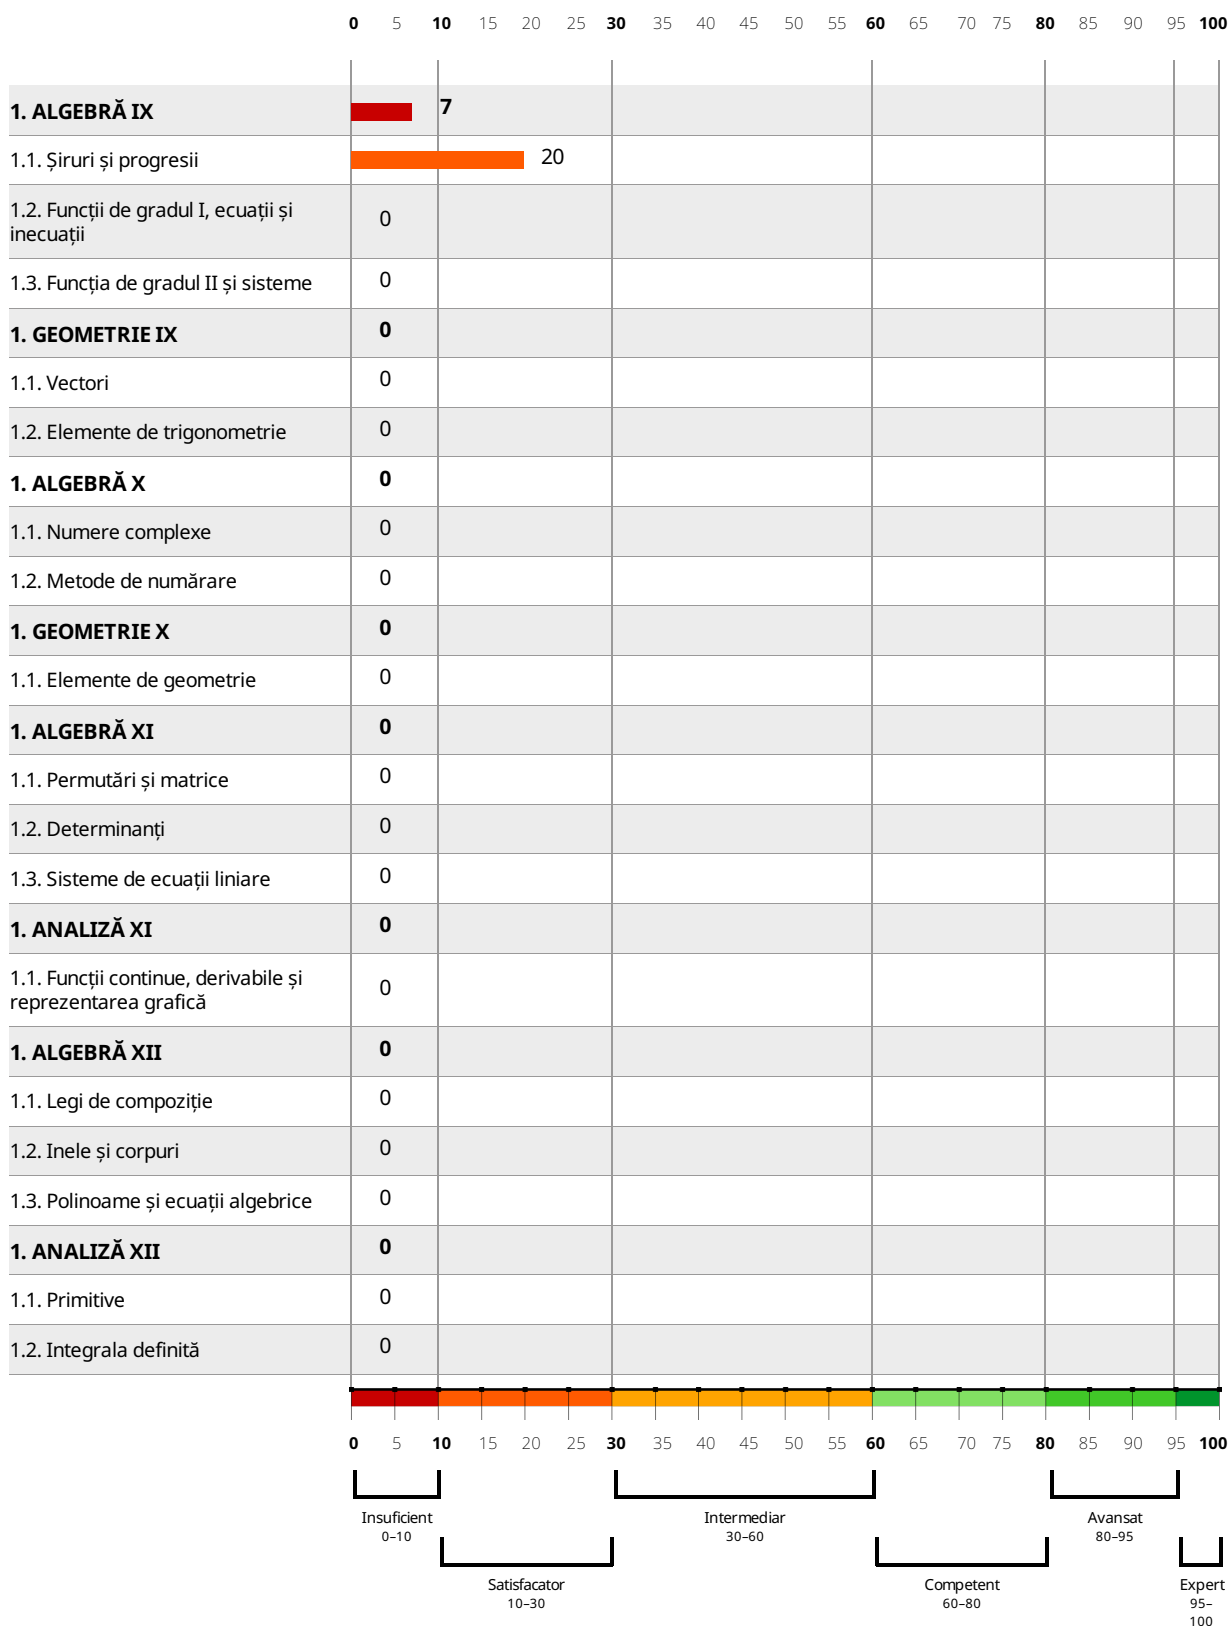 0 5 10 15 20 25 30 35 40 45 50 55 60 65 70 75 80 85 90 95 100
1. ALGEBRĂ IX 7
1.1. Șiruri și progresii 20
1.2. Funcții de gradul I, ecuații și
inecuații
0
1.3. Funcția de gradul II și sisteme 0
1. GEOMETRIE IX 0
1.1. Vectori 0
1.2. Elemente de trigonometrie 0
1. ALGEBRĂ X 0
1.1. Numere complexe 0
1.2. Metode de numărare 0
1. GEOMETRIE X 0
1.1. Elemente de geometrie 0
1. ALGEBRĂ XI 0
1.1. Permutări și matrice 0
1.2. Determinanți 0
1.3. Sisteme de ecuații liniare 0
1. ANALIZĂ XI 0
1.1. Funcții continue, derivabile și
reprezentarea grafică
0
1. ALGEBRĂ XII 0
1.1. Legi de compoziție 0
1.2. Inele și corpuri 0
1.3. Polinoame și ecuații algebrice 0
1. ANALIZĂ XII 0
1.1. Primitive 0
1.2. Integrala definită 0
0 5 10 15 20 25 30 35 40 45 50 55 60 65 70 75 80 85 90 95 100
Insuficient
0–10
Intermediar
30–60
Avansat
80–95
Satisfacator
10–30
Competent
60–80
Expert
95–
100